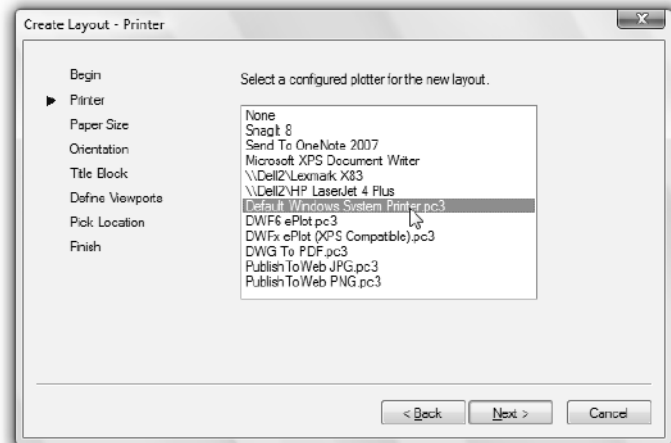 Create Layout - Printer
X
Begin
Printer
Paper Size
Orientation
Title Block
Define Viewports
Pick Location
Finish
Select a configured plotter for the new layout.
None
SnagIt 8
Send To OneNote 2007
Microsoft XPS Document Writer
\\Dell2\Lexmark X83
\\Dell2\HP LaserJet 4 Plus
Default Windows System Printer.pc3
DWF6 ePlot.pc3
DWFx ePlot (XPS Compatible).pc3
DWG To PDF.pc3
PublishToWeb JPG.pc3
PublishToWeb PNG.pc3
< Back
Next >
Cancel